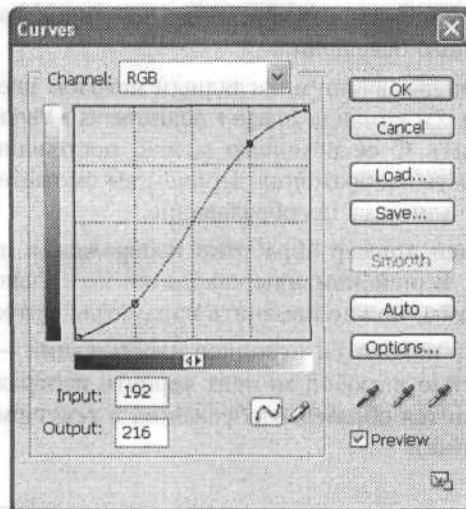 Curves
Channel: RGB
OK
Cancel
Load...
Save...
Smooth
Auto
Options...
Input: 192
Output: 216
Preview